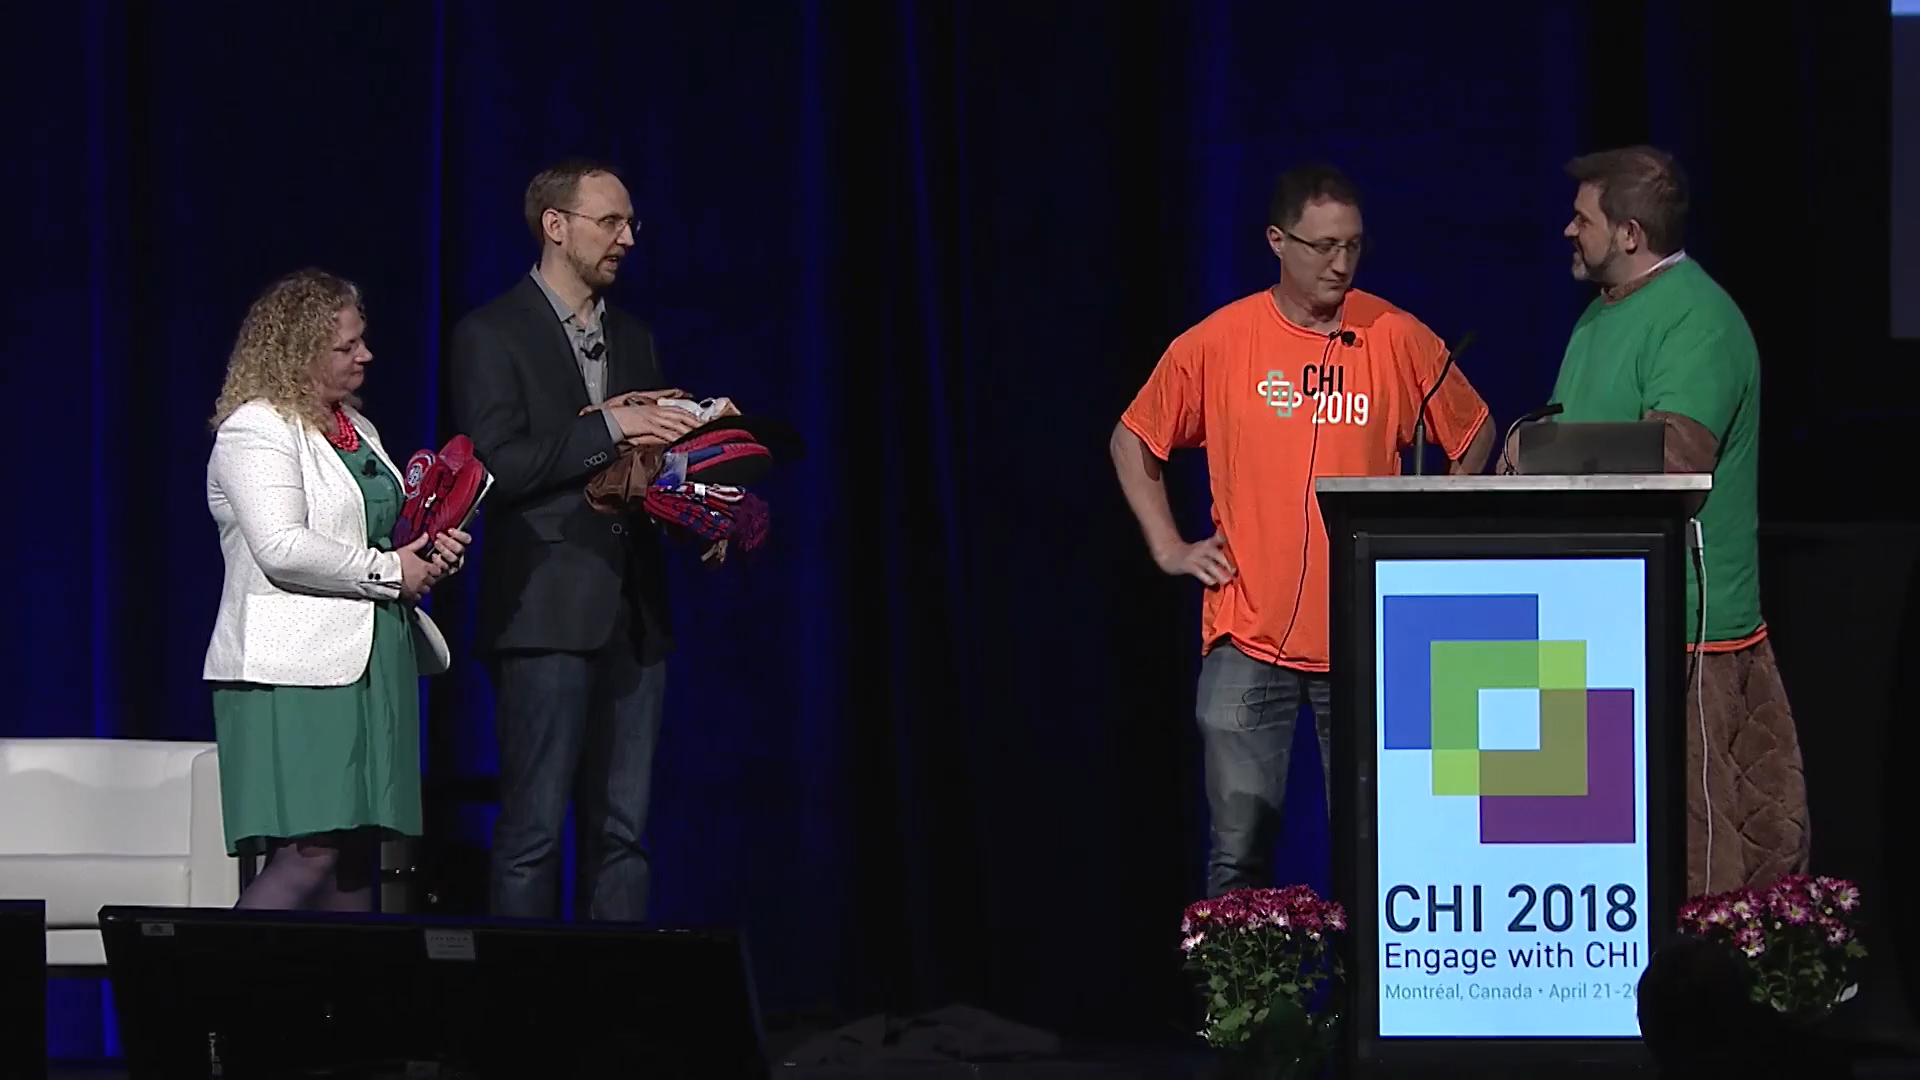 CHI
2019
CHI 2018
Engage with CHI
Montréal, Canada • April 21-2